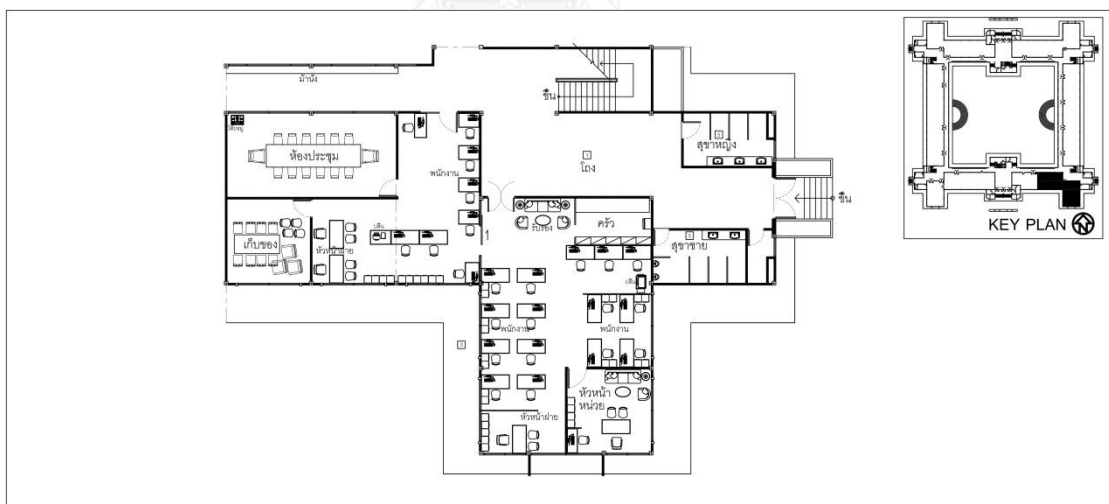 ม้านั่ง
ขึ้น
ห้องประชุม
พนักงาน
1
โถง
สุขาหญิง
ขึ้น
KEY PLAN
เก็บของ
หัวหน้าฝ่าย
รับรอง
ครัว
สุขาชาย
พนักงาน
พนักงาน
2
หัวหน้า
หน่วย
หัวหน้าฝ่าย